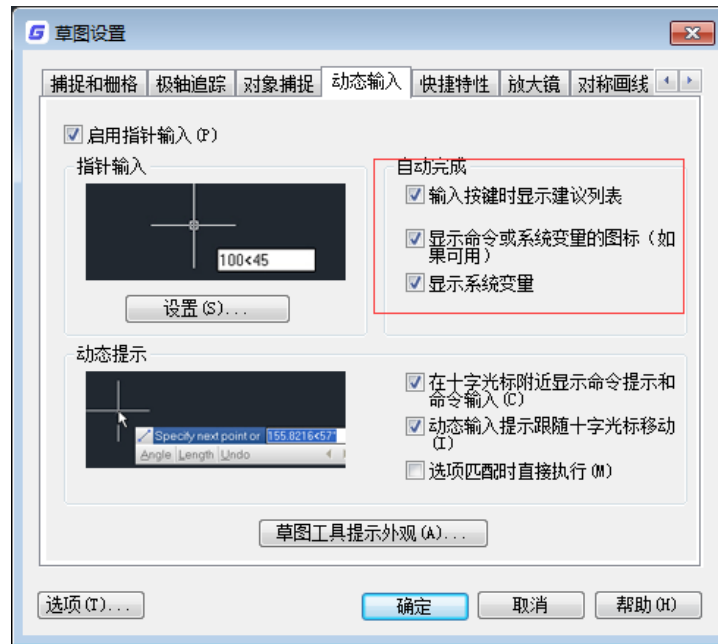 草图设置
捕捉和栅格 极轴追踪 对象捕捉 动态输入 快捷特性 放大镜 对称画线
启用指针输入(P)
指针输入
100<45
设置(S)...
自动完成
输入按键时显示建议列表
显示命令或系统变量的图标（如
果可用）
显示系统变量
动态提示
Specify next point or 155.8216<57°
Angle Length Undo
在十字光标附近显示命令提示和
命令输入(C)
动态输入提示跟随十字光标移动
(I)
选项匹配时直接执行(M)
草图工具提示外观(A)...
选项(T)...
确定
取消
帮助(H)